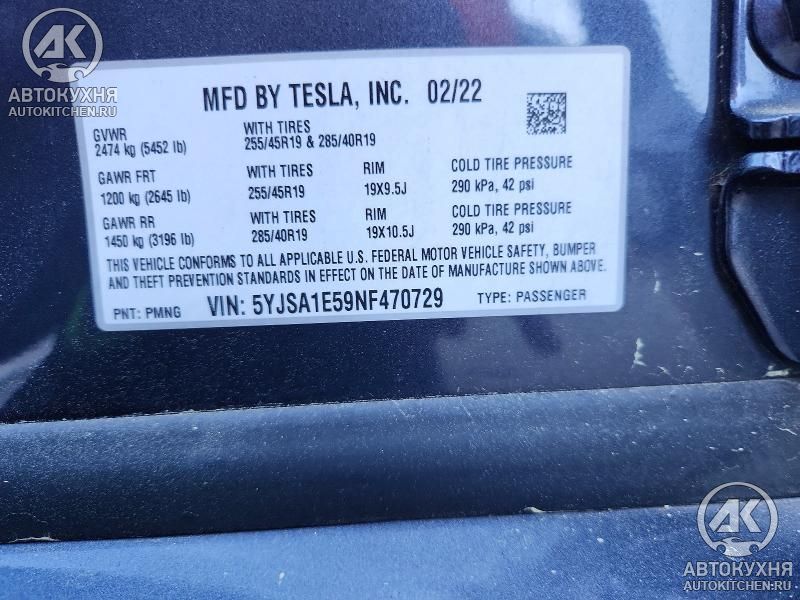 AK
АВТОКУХНЯ
AUTOKITCHEN.RU
MFD BY TESLA, INC. 02/22
GVWR WITH TIRES
2474 kg (5452 lb) 255/45R19 & 285/40R19
GAWR FRT WITH TIRES RIM COLD TIRE PRESSURE
1200 kg (2645 lb) 255/45R19 19X9.5J 290 kPa, 42 psi
GAWR RR WITH TIRES RIM COLD TIRE PRESSURE
1450 kg (3196 lb) 285/40R19 19X10.5J 290 kPa, 42 psi
THIS VEHICLE CONFORMS TO ALL APPLICABLE U.S. FEDERAL MOTOR VEHICLE SAFETY, BUMPER
AND THEFT PREVENTION STANDARDS IN EFFECT ON THE DATE OF MANUFACTURE SHOWN ABOVE.
PNT: PMNG VIN: 5YJSA1E59NF470729 TYPE: PASSENGER
AK
АВТОКУХНЯ
AUTOKITCHEN.RU